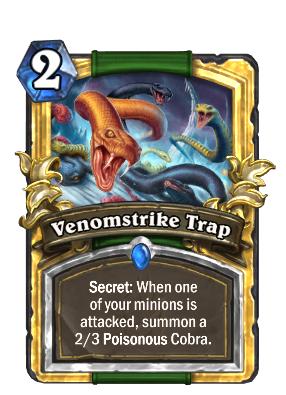 2
Venomstrike Trap
Secret: When one
of your minions is
attacked, summon a
2/3 Poisonous Cobra.